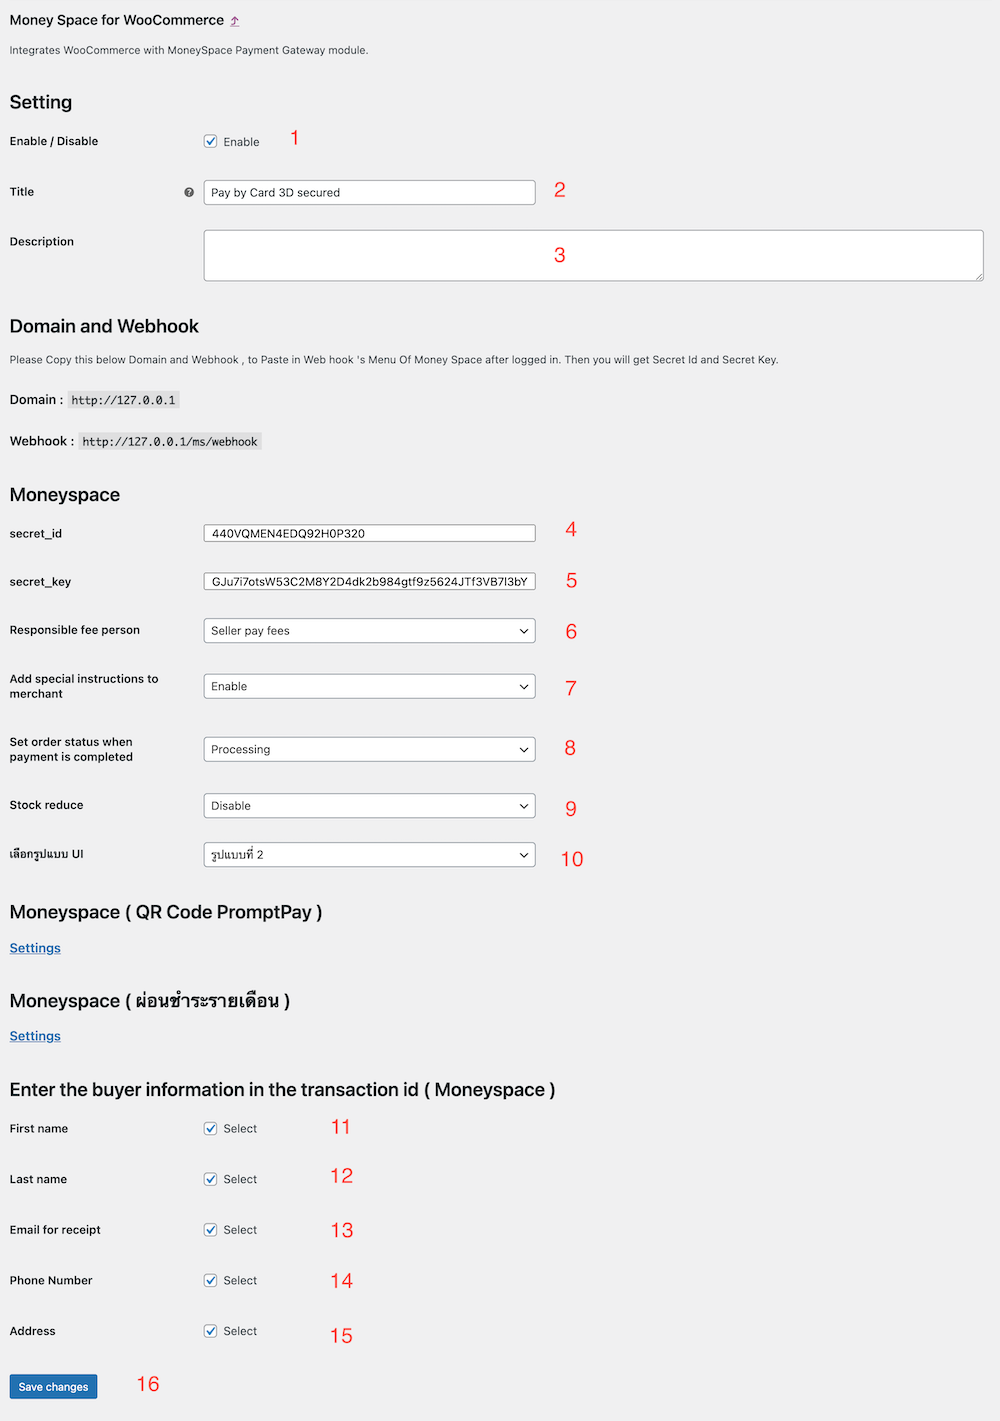 Money Space for WooCommerce ⤴
Integrates WooCommerce with MoneySpace Payment Gateway module.
Setting
Enable / Disable Enable 1
Title ? Pay by Card 3D secured 2
Description 3
Domain and Webhook
Please Copy this below Domain and Webhook , to Paste in Web hook 's Menu Of Money Space after logged in. Then you will get Secret Id and Secret Key.
Domain : http://127.0.0.1
Webhook : http://127.0.0.1/ms/webhook
Moneyspace
secret_id 440VQMEN4EDQ92H0P320 4
secret_key GJu7i7otsW53C2M8Y2D4dk2b984gtf9z5624JTf3VB7I3bY 5
Responsible fee person Seller pay fees 6
Add special instructions to
merchant Enable 7
Set order status when
payment is completed Processing 8
Stock reduce Disable 9
เลือกรูปแบบ UI รูปแบบที่ 2 10
Moneyspace ( QR Code PromptPay )
Settings
Moneyspace ( ผ่อนชำระรายเดือน )
Settings
Enter the buyer information in the transaction id ( Moneyspace )
First name Select 11
Last name Select 12
Email for receipt Select 13
Phone Number Select 14
Address Select 15
Save changes 16